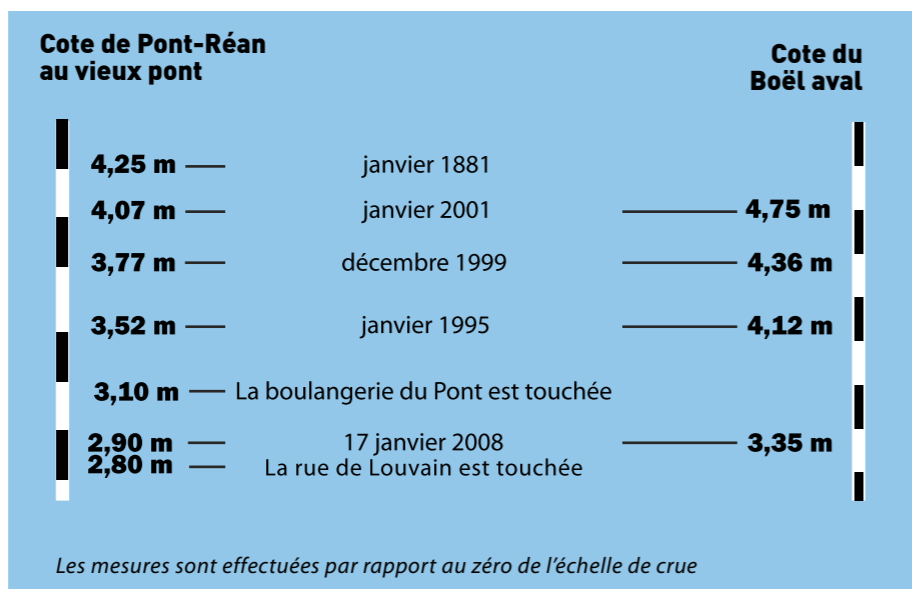 Cote de Pont-Réan
au vieux pont
Cote du
Boël aval
4,25 m janvier 1881
4,07 m janvier 2001 4,75 m
3,77 m décembre 1999 4,36 m
3,52 m janvier 1995 4,12 m
3,10 m La boulangerie du Pont est touchée
2,90 m 17 janvier 2008 3,35 m
2,80 m La rue de Louvain est touchée
Les mesures sont effectuées par rapport au zéro de l'échelle de crue